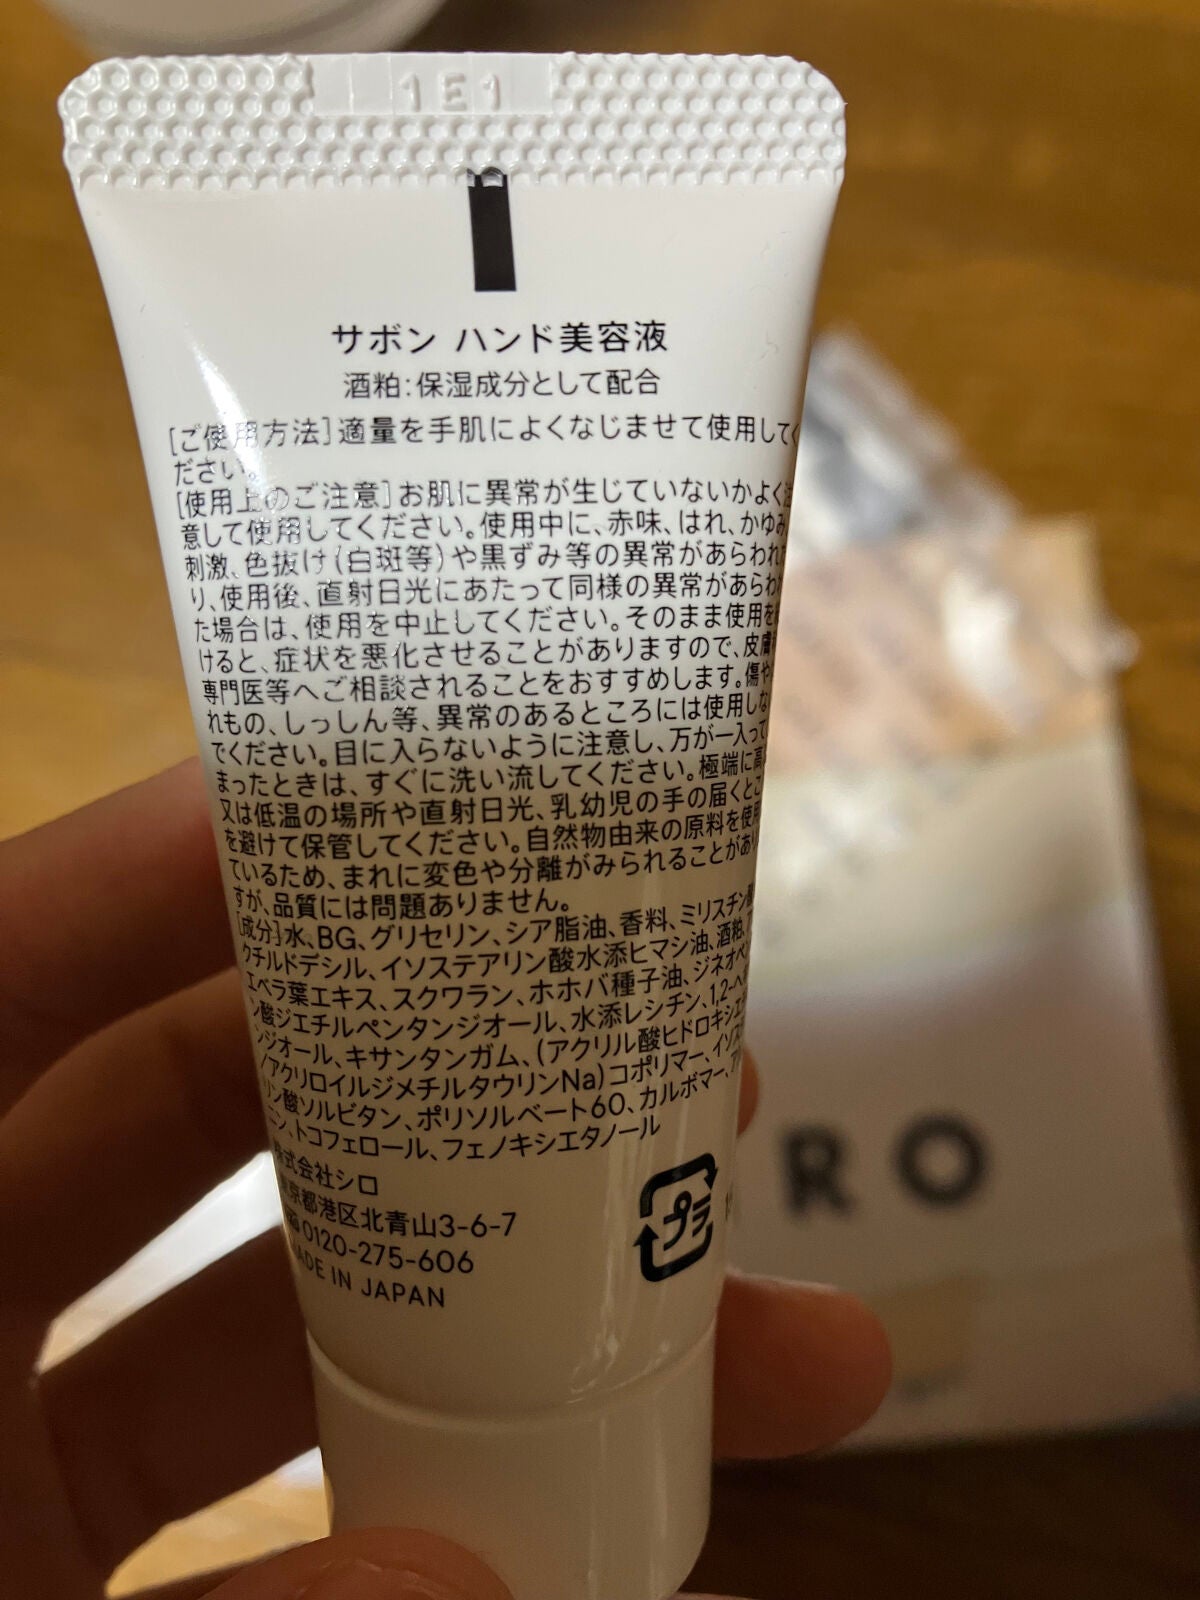 1E1
サボン ハンド美容液
酒粕:保湿成分として配合
[ご使用方法]適量を手肌によくなじませて使用してく
ださい。
[使用上のご注意]お肌に異常が生じていないかよく注
意して使用してください。使用中に、赤味、はれ、かゆみ、
刺激、色抜け(白斑等)や黒ずみ等の異常があらわれ
り、使用後、直射日光にあたって同様の異常があらわ
た場合は、使用を中止してください。そのまま使用を
けると、症状を悪化させることがありますので、皮膚
専門医等へご相談されることをおすすめします。傷や
れもの、しっしん等、異常のあるところには使用しな
でください。目に入らないように注意し、万が一入って
まったときは、すぐに洗い流してください。極端に高
又は低温の場所や直射日光、乳幼児の手の届くとこ
を避けて保管してください。自然物由来の原料を使用
ているため、まれに変色や分離がみられることがあり
すが、品質には問題ありません。
[成分]水、BG、グリセリン、シア脂油、香料、ミリスチン酸
クチルドデシル、イソステアリン酸水添ヒマシ油、酒粕、ア
エベラ葉エキス、スクワラン、ホホバ種子油、ジネオペ
ン酸ジエチルペンタンジオール、水添レシチン、1,2-ヘキ
ンジオール、キサンタンガム、(アクリル酸ヒドロキシエ
/アクリロイルジメチルタウリンNa)コポリマー、イソス
リン酸ソルビタン、ポリソルベート60、カルボマー、ア
ニン、トコフェロール、フェノキシエタノール
株式会社シロ
東京都港区北青山3-6-7
0120-275-606
MADE IN JAPAN
プラ
RO